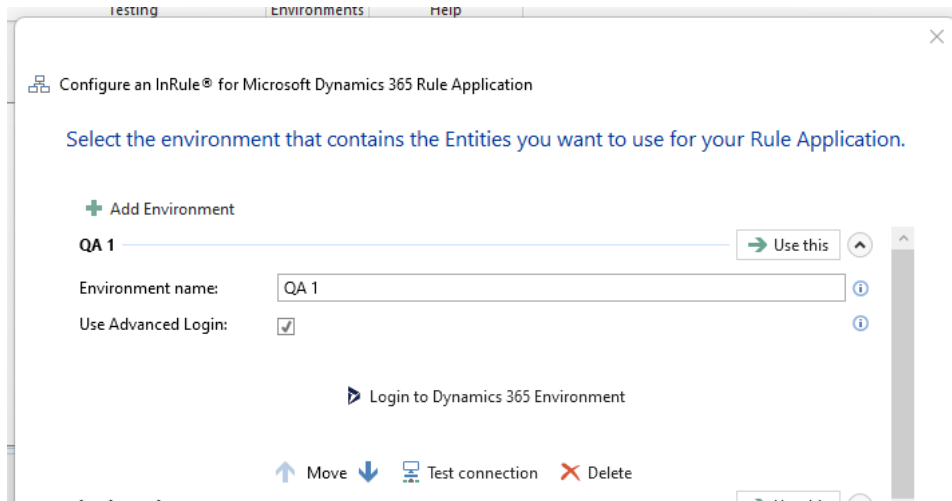 Testing Environments Help
Configure an InRule® for Microsoft Dynamics 365 Rule Application
Select the environment that contains the Entities you want to use for your Rule Application.
Add Environment
QA 1 Use this
Environment name: QA 1
Use Advanced Login:
Login to Dynamics 365 Environment
Move Test connection Delete